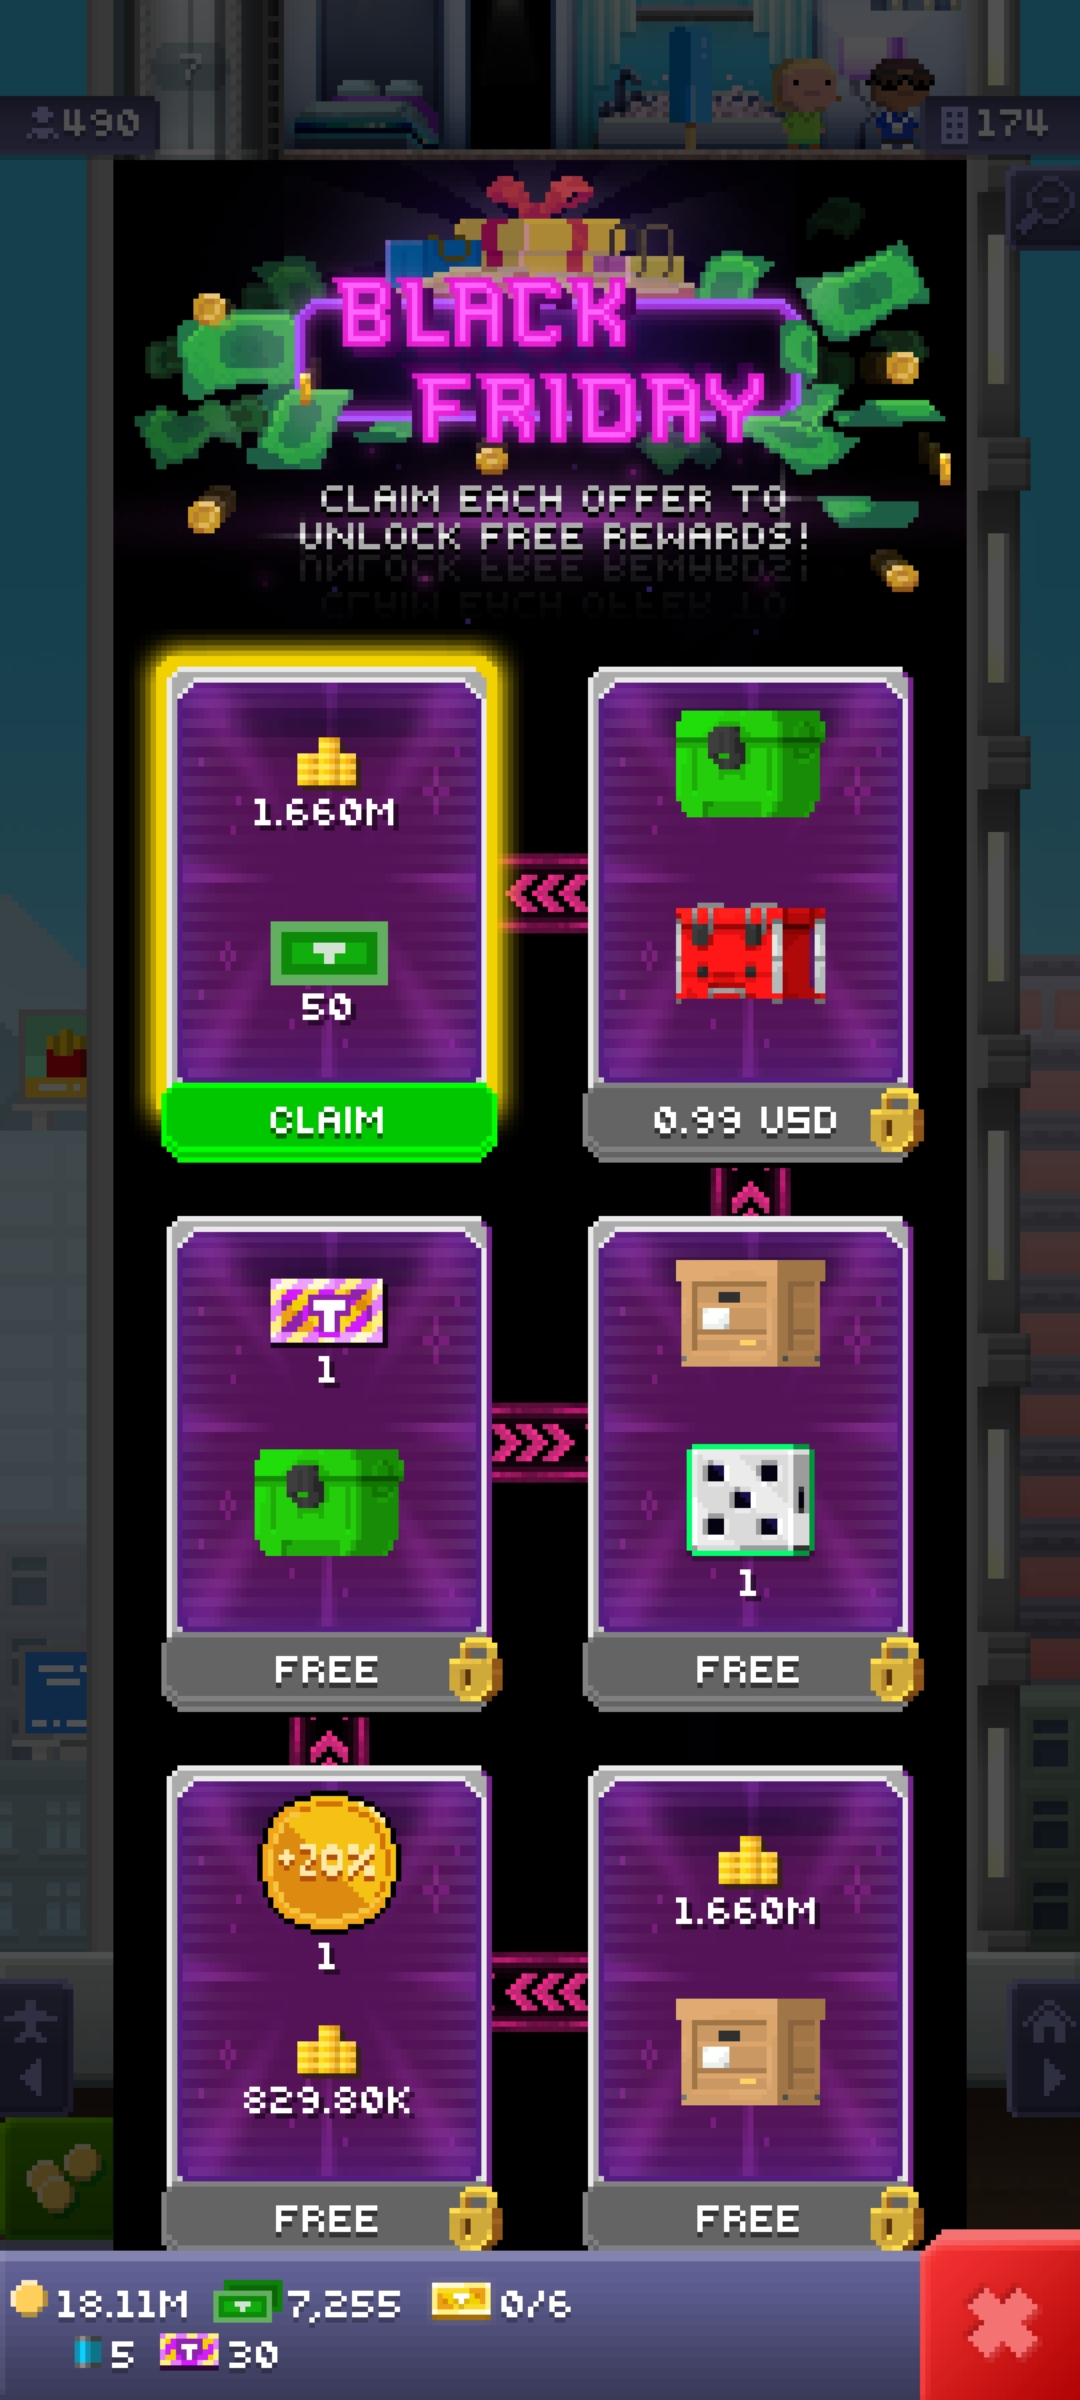 ?
490
174
BLACK
FRIDAY
CLAIM EACH OFFER TO
UNLOCK FREE REWARDS!
1.660M
50
CLAIM
0.99 USD
T
1
FREE
1
FREE
+20%
1
829.80K
FREE
1.660M
FREE
18.11M 7,255 0/6
5 T 30